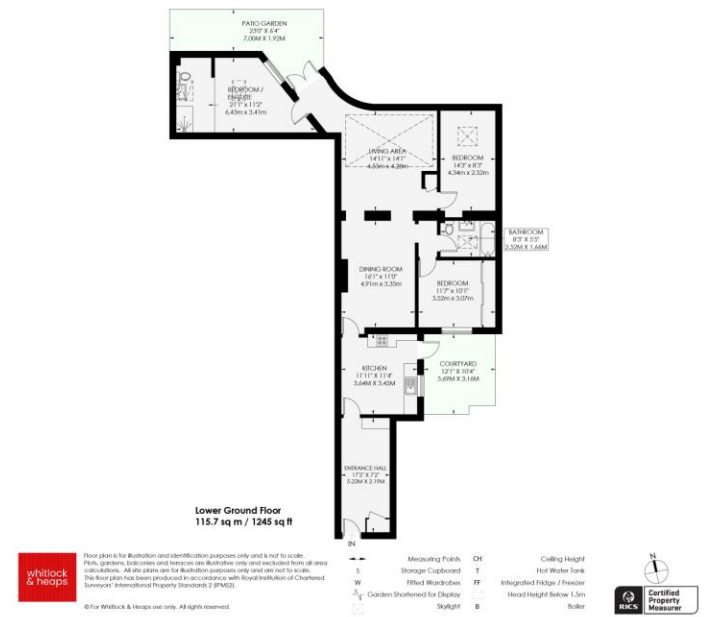 PATIO GARDEN
23'0" X 6'4"
7.00M X 1.92M
BEDROOM /
ENSUITE
21'1" x 11'2"
6.43m x 3.41m
LIVING AREA
14'11" x 14'1"
4.55m x 4.28m
BEDROOM
14'3" x 8'3"
4.34m x 2.52m
BATHROOM
8'3" X 5'5"
2.52M X 1.66M
DINING ROOM
16'1" x 11'0"
4.91m x 3.35m
BEDROOM
11'7" x 10'1"
3.52m x 3.07m
KITCHEN
11'11" X 11'4"
3.64M X 3.45M
COURTYARD
12'1" X 10'4"
3.69M X 3.16M
ENTRANCE HALL
17'2" X 7'2"
5.23M X 2.19M
Lower Ground Floor
115.7 sq m / 1245 sq ft
IN
whitlock
& heaps
Floor plan is for illustration and identification purposes only and is not to scale.
Plots, gardens, balconies and terraces are illustrative only and excluded from all area
calculations. All site plans are for illustration purposes only and are not to scale.
This floor plan has been produced in accordance with Royal Institution of Chartered
Surveyors' International Property Standards 2 (IPMS2).
© For Whitlock & Heaps use only. All rights reserved.
Measuring Points
S Storage Cupboard
W Fitted Wardrobes
Garden Shortened for Display
Skylight
CH Ceiling Height
T Hot Water Tank
FF Integrated Fridge / Freezer
Head Height Below 1.5m
B Boiler
N
RICS
Certified
Property
Measurer